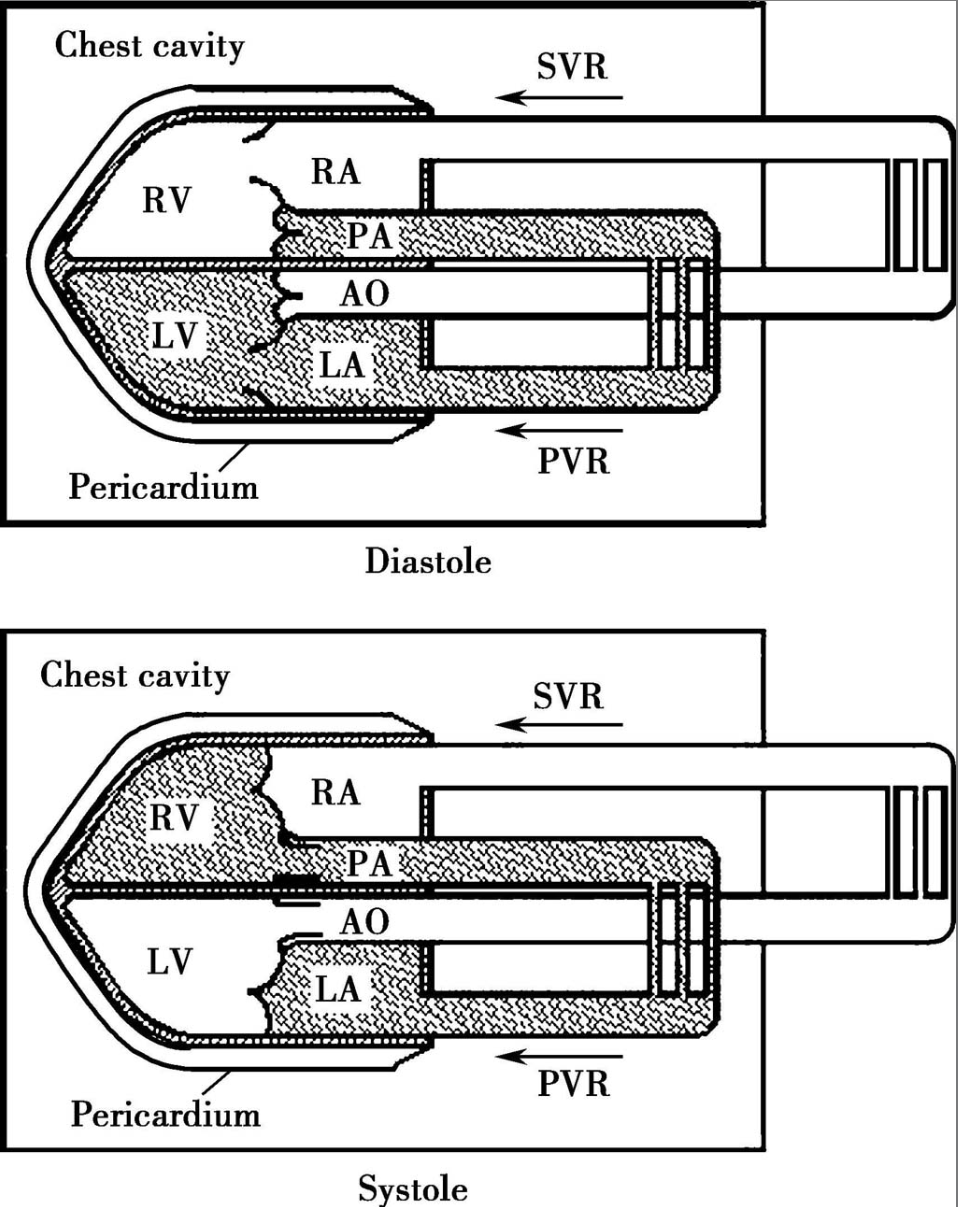 Chest cavity
SVR
RA
RV
PA
AO
LV
LA
PVR
Pericardium
Diastole
Chest cavity
SVR
RA
RV
PA
AO
LV
LA
PVR
Pericardium
Systole